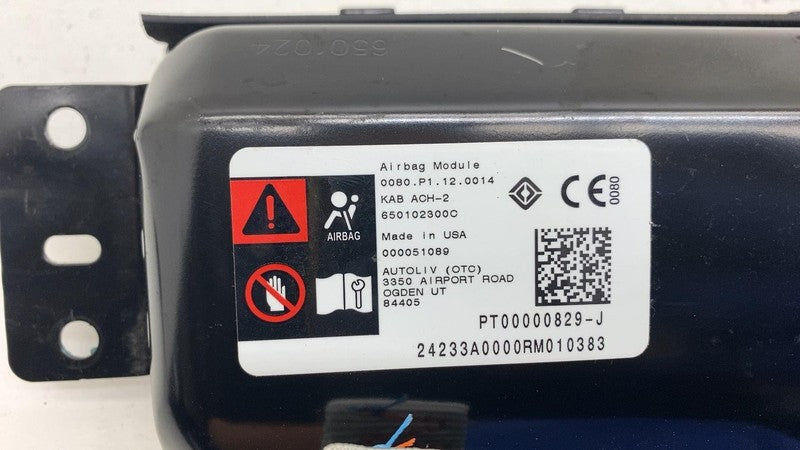 6501024
Airbag Module
0080.P1.12.0014
KAB ACH-2
650102300C
Made in USA
000051089
AUTOLIV (OTC)
3350 AIRPORT ROAD
OGDEN UT
84405
AIRBAG
CE
0080
PT00000829-J
24233A0000RM010383